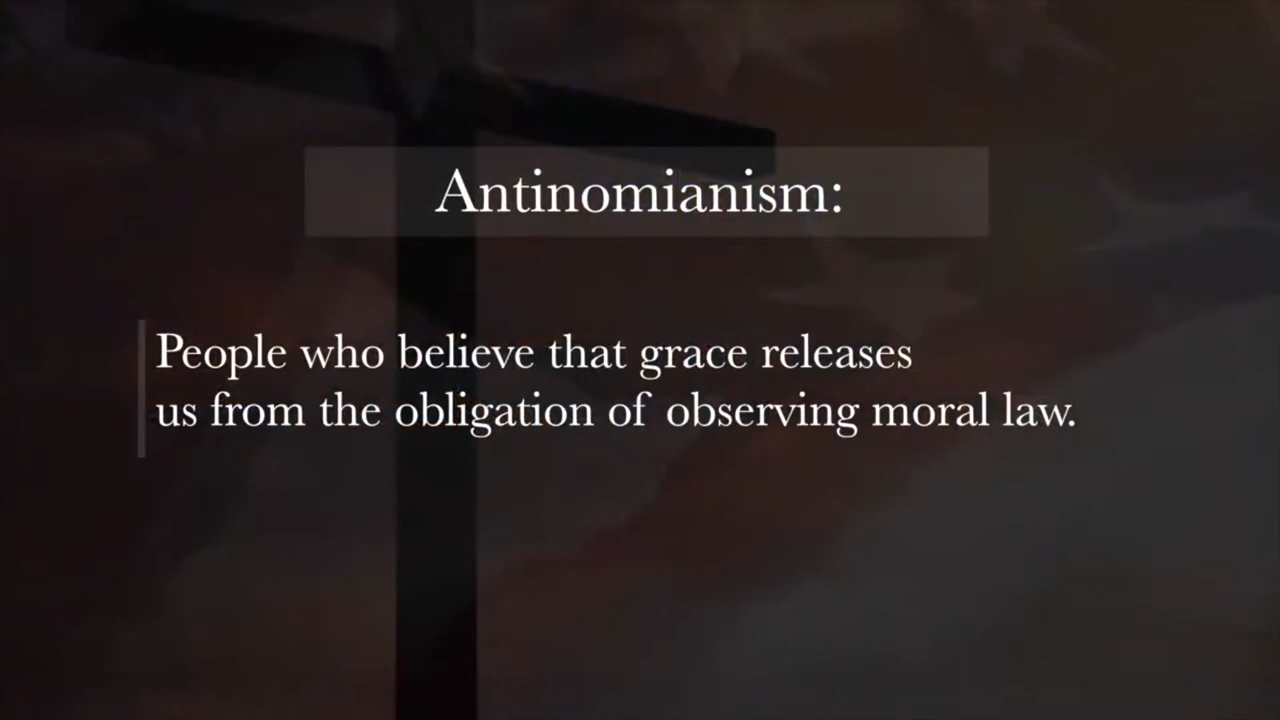 Antinomianism:
People who believe that grace releases
us from the obligation of observing moral law.